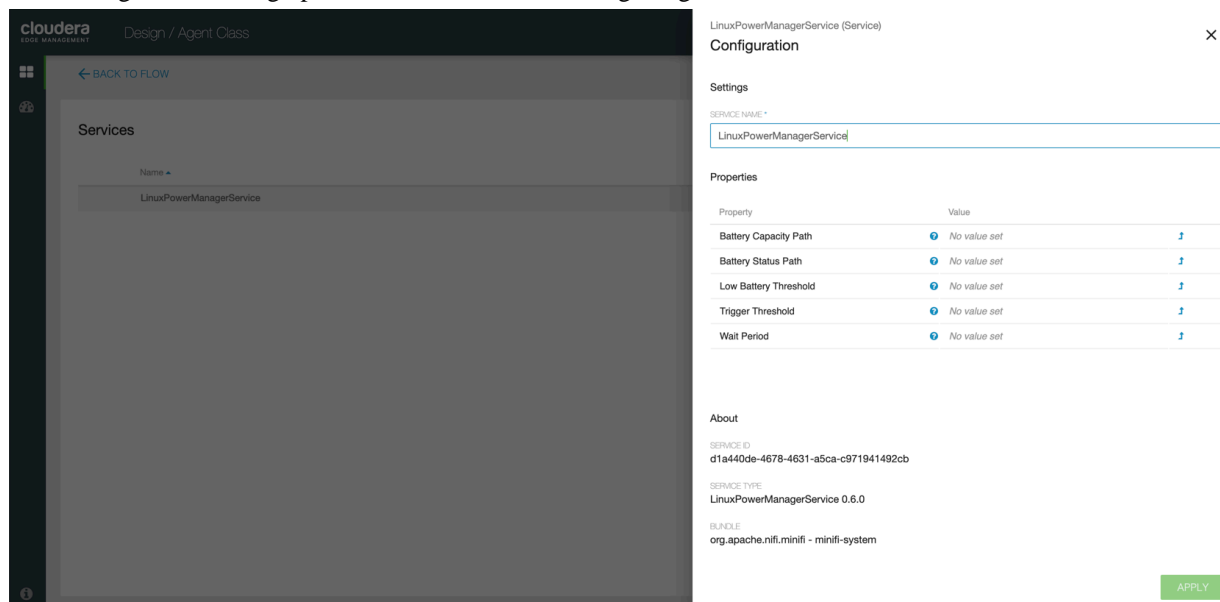 cloudera
EDGE MANAGEMENT
Design / Agent Class
BACK TO FLOW
Services
Name
LinuxPowerManagerService
LinuxPowerManagerService (Service)
Configuration
Settings
SERVICE NAME *
LinuxPowerManagerService
Properties
Property Value
Battery Capacity Path No value set
Battery Status Path No value set
Low Battery Threshold No value set
Trigger Threshold No value set
Wait Period No value set
About
SERVICE ID
d1a440de-4678-4631-a5ca-c971941492cb
SERVICE TYPE
LinuxPowerManagerService 0.6.0
BUNDLE
org.apache.nifi.minifi - minifi-system
APPLY